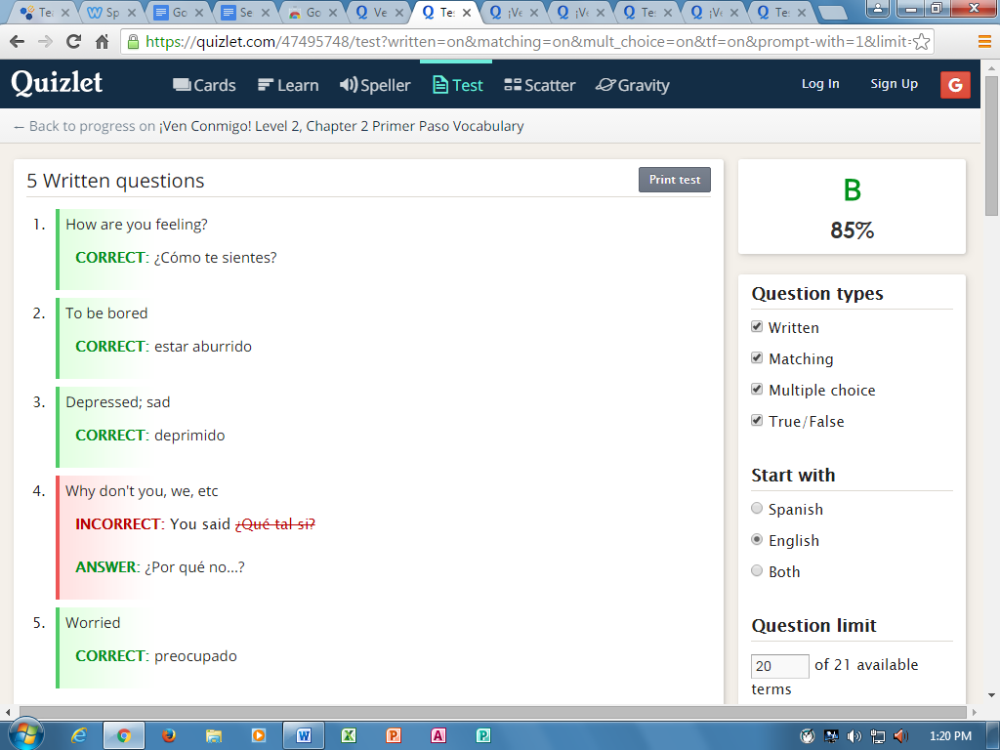 Te
Sp
Go
Se
Go
Ve
Te
¡Ve
¡Ve
Te
¡Ve
Te
https://quizlet.com/47495748/test?written=on&matching=on&mult_choice=on&tf=on&prompt-with=1&limit=
Quizlet
Cards
Learn
Speller
Test
Scatter
Gravity
Log In
Sign Up
G
← Back to progress on ¡Ven Conmigo! Level 2, Chapter 2 Primer Paso Vocabulary
5 Written questions
Print test
1. How are you feeling?
CORRECT: ¿Cómo te sientes?
2. To be bored
CORRECT: estar aburrido
3. Depressed; sad
CORRECT: deprimido
4. Why don't you, we, etc
INCORRECT: You said ¿Qué tal si?
ANSWER: ¿Por qué no...?
5. Worried
CORRECT: preocupado
B
85%
Question types
Written
Matching
Multiple choice
True/False
Start with
Spanish
English
Both
Question limit
20 of 21 available
terms
1:20 PM